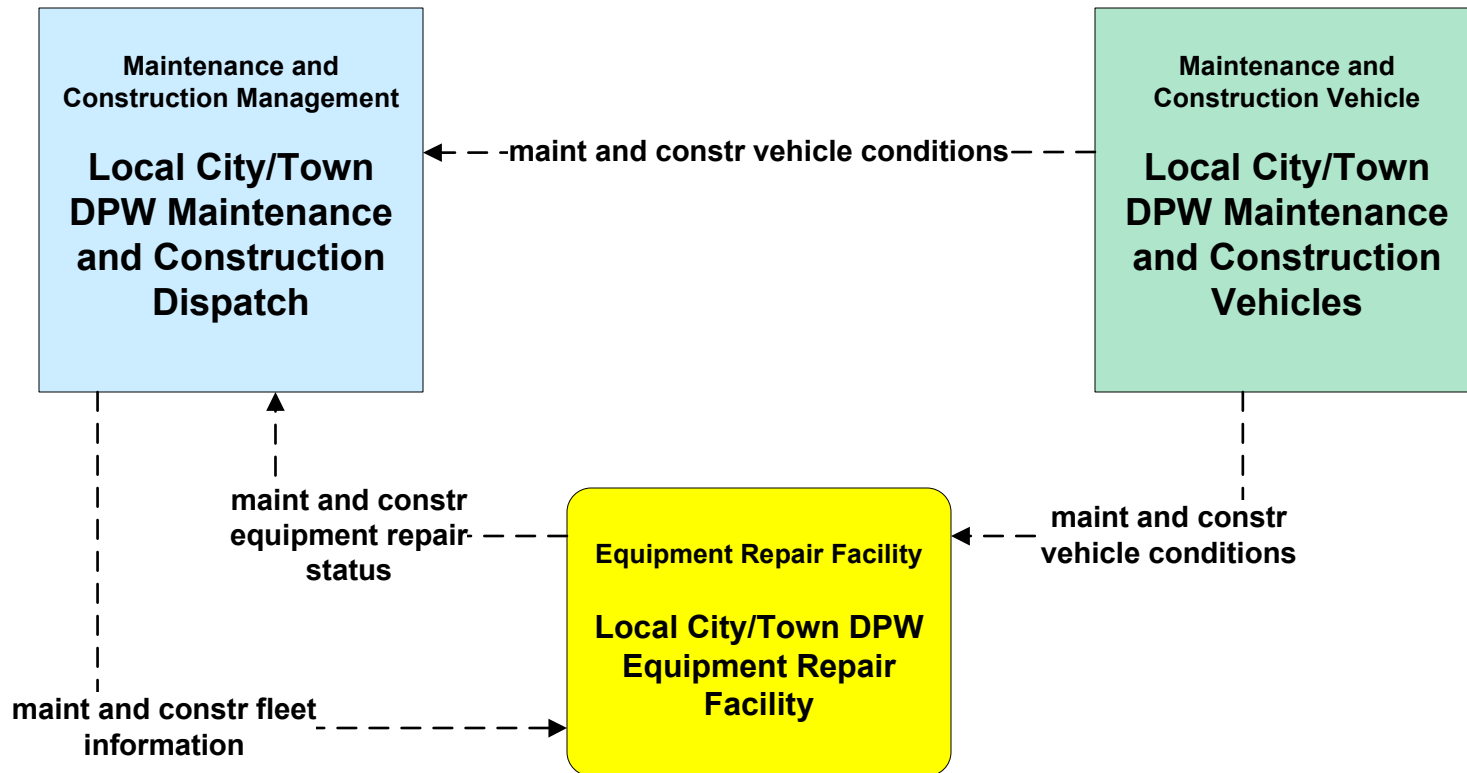 Maintenance and
Construction Management
Local City/Town
DPW Maintenance
and Construction
Dispatch
maint and constr vehicle conditions
Maintenance and
Construction Vehicle
Local City/Town
DPW Maintenance
and Construction
Vehicles
maint and constr
equipment repair
status
Equipment Repair Facility
Local City/Town DPW
Equipment Repair
Facility
maint and constr
vehicle conditions
maint and constr fleet
information